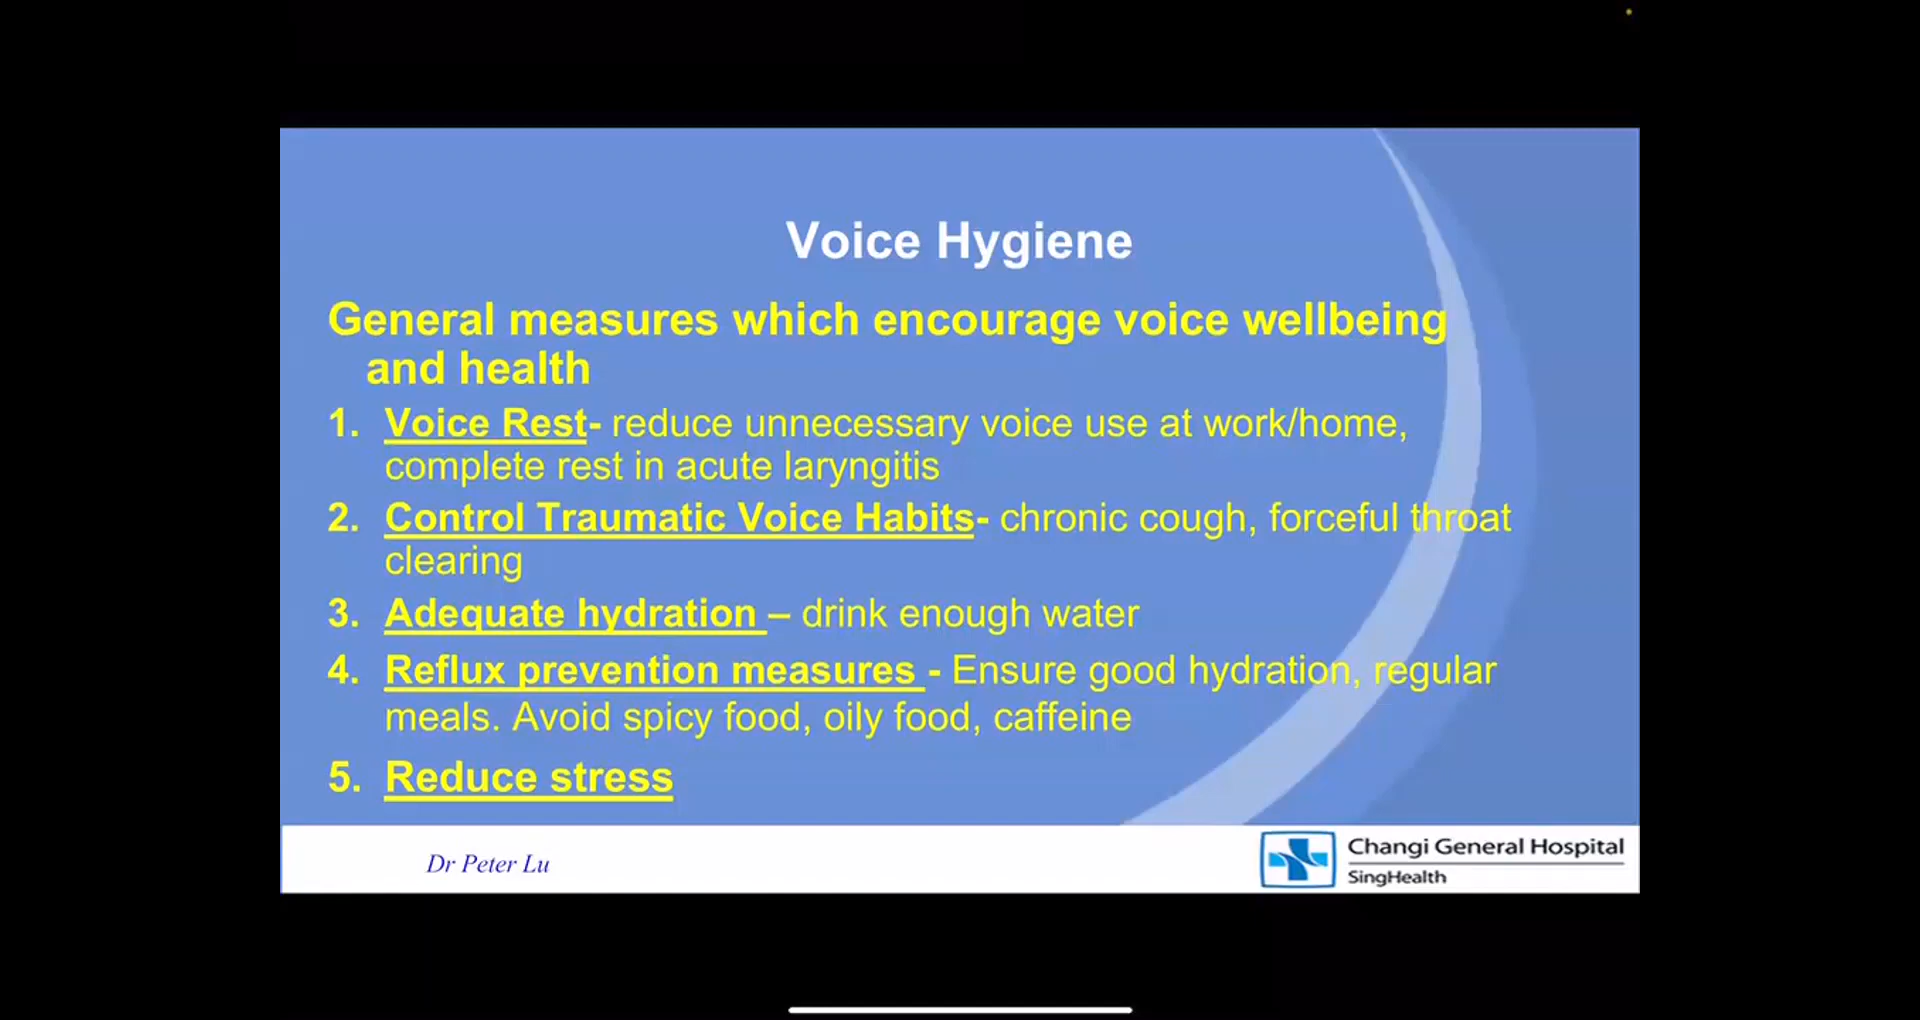 Voice Hygiene
General measures which encourage voice wellbeing
and health
1. Voice Rest- reduce unnecessary voice use at work/home,
complete rest in acute laryngitis
2. Control Traumatic Voice Habits- chronic cough, forceful throat
clearing
3. Adequate hydration – drink enough water
4. Reflux prevention measures - Ensure good hydration, regular
meals. Avoid spicy food, oily food, caffeine
5. Reduce stress
Dr Peter Lu
Changi General Hospital
SingHealth